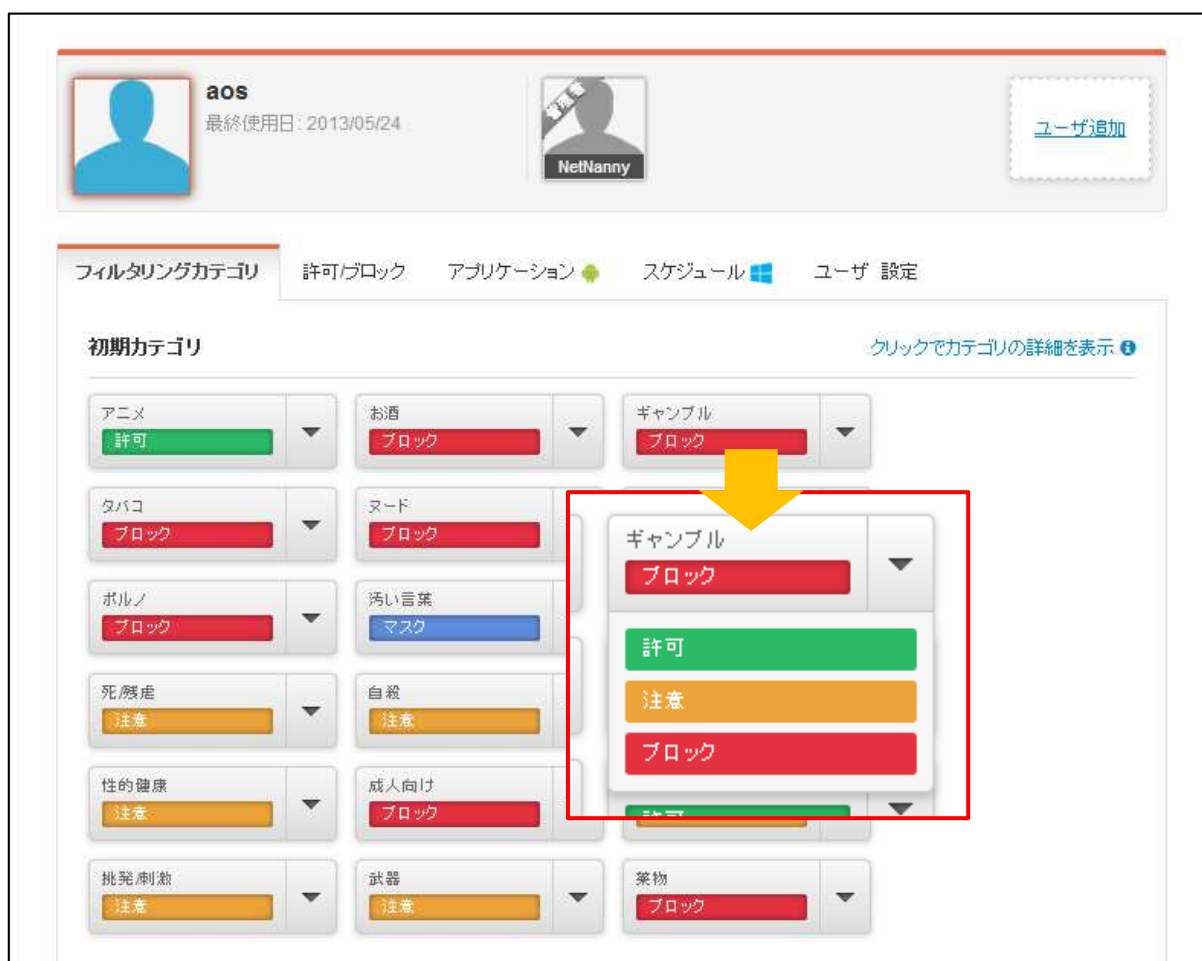 aos
最終使用日: 2013/05/24
管理者
NetNanny
ユーザ追加
フィルタリングカテゴリ
許可/ブロック
アプリケーション
スケジュール
ユーザ 設定
初期カテゴリ
クリックでカテゴリの詳細を表示
アニメ
許可
お酒
ブロック
ギャンブル
ブロック
タバコ
ブロック
ヌード
ブロック
ギャンブル
ブロック
許可
注意
ブロック
ポルノ
ブロック
汚い言葉
マスク
死/残虐
注意
自殺
注意
性的健康
注意
成人向け
ブロック
許可
挑発/刺激
注意
武器
注意
薬物
ブロック